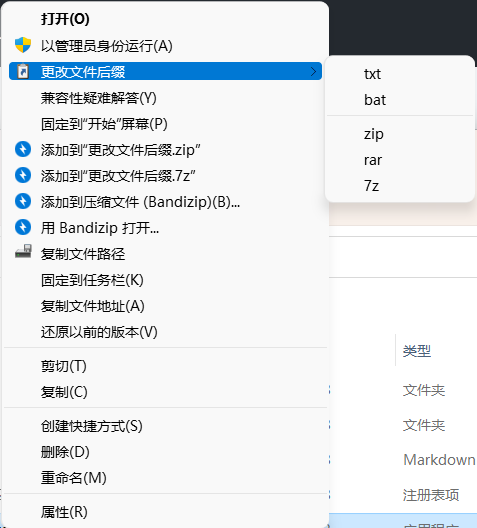 打开(O)
以管理员身份运行(A)
更改文件后缀
兼容性疑难解答(Y)
固定到“开始”屏幕(P)
添加到“更改文件后缀.zip”
添加到“更改文件后缀.7z”
添加到压缩文件 (Bandizip)(B)...
用 Bandizip 打开...
复制文件路径
固定到任务栏(K)
复制文件地址(A)
还原以前的版本(V)
剪切(T)
复制(C)
创建快捷方式(S)
删除(D)
重命名(M)
属性(R)
txt
bat
zip
rar
7z
类型
文件夹
文件夹
Markdown
注册表项